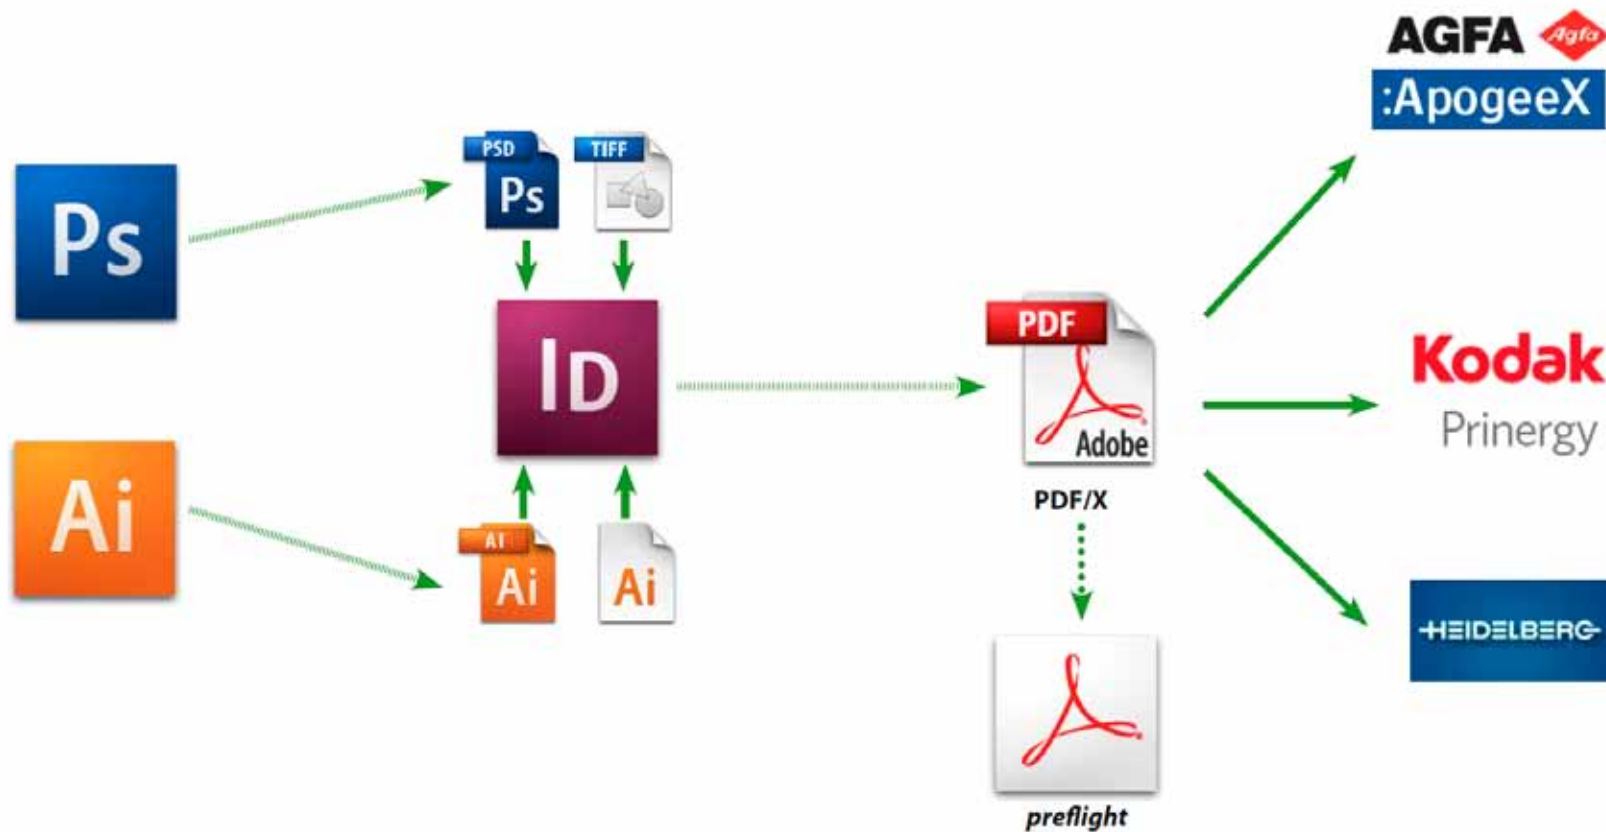 AGFA Agfa
:ApogeeX
PSD
Ps
TIFF
Ps
ID
PDF
Adobe
PDF/X
Kodak
Prinergy
Ai
AI
Ai
Ai
HEIDELBERG
preflight